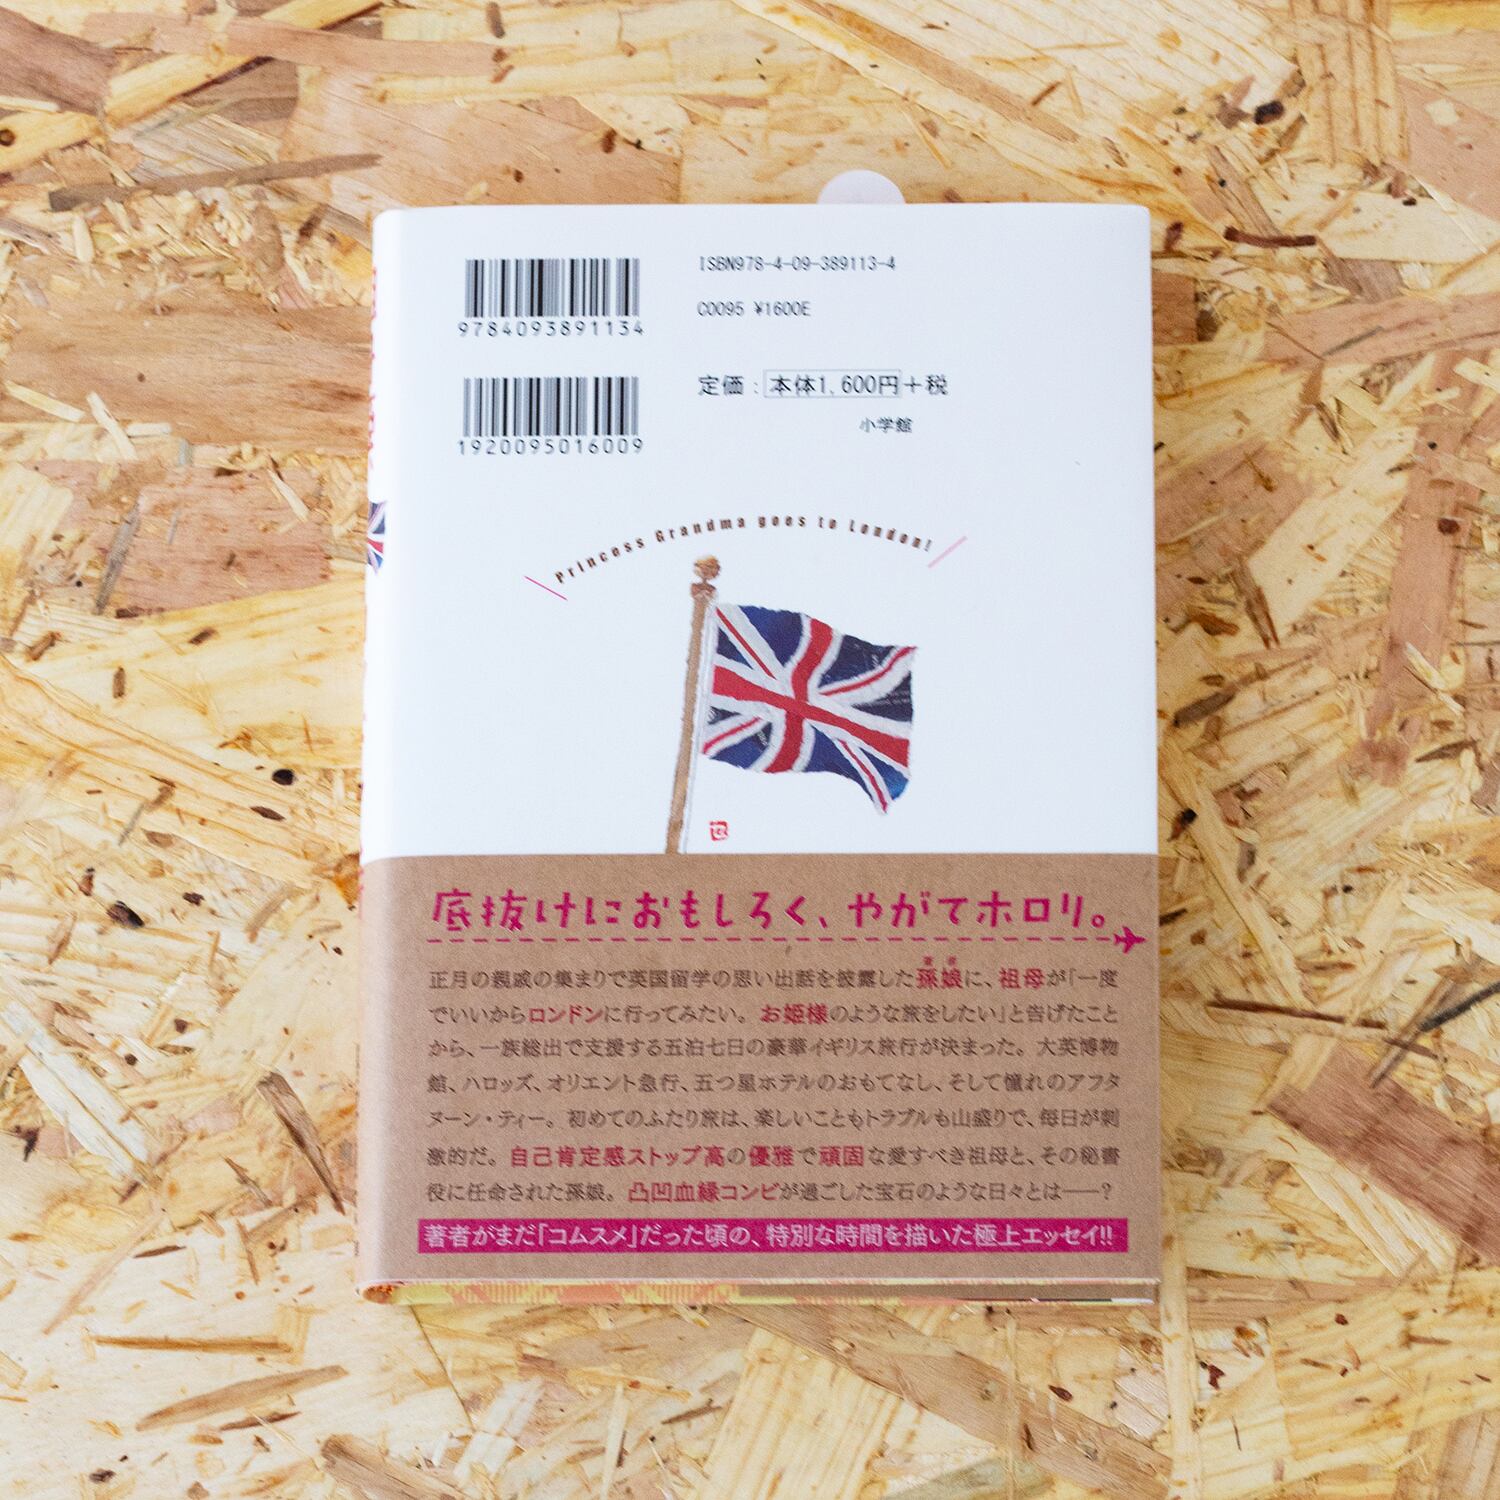 9784093891134
ISBN978-4-09-389113-4
C0095 ¥1600E
1920095016009
定価：本体1,600円+税
小学館
Princess Grandma goes to London!
底抜けにおもしろく、やがてホロリ。
正月の親戚の集まりで英国留学の思い出話を披露した孫娘に、祖母が「一度
でいいからロンドンに行ってみたい。お姫様のような旅をしたい」と告げたこと
から、一族総出で支援する五泊七日の豪華イギリス旅行が決まった。大英博物
館、ハロッズ、オリエント急行、五つ星ホテルのおもてなし、そして憧れのアフタ
ヌーン・ティー。初めてのふたり旅は、楽しいこともトラブルも山盛りで、毎日が刺
激的だ。自己肯定感ストップ高の優雅で頑固な愛すべき祖母と、その秘書
役に任命された孫娘。凸凹血縁コンビが過ごした宝石のような日々とは──？
著者がまだ「コムスメ」だった頃の、特別な時間を描いた極上エッセイ!!